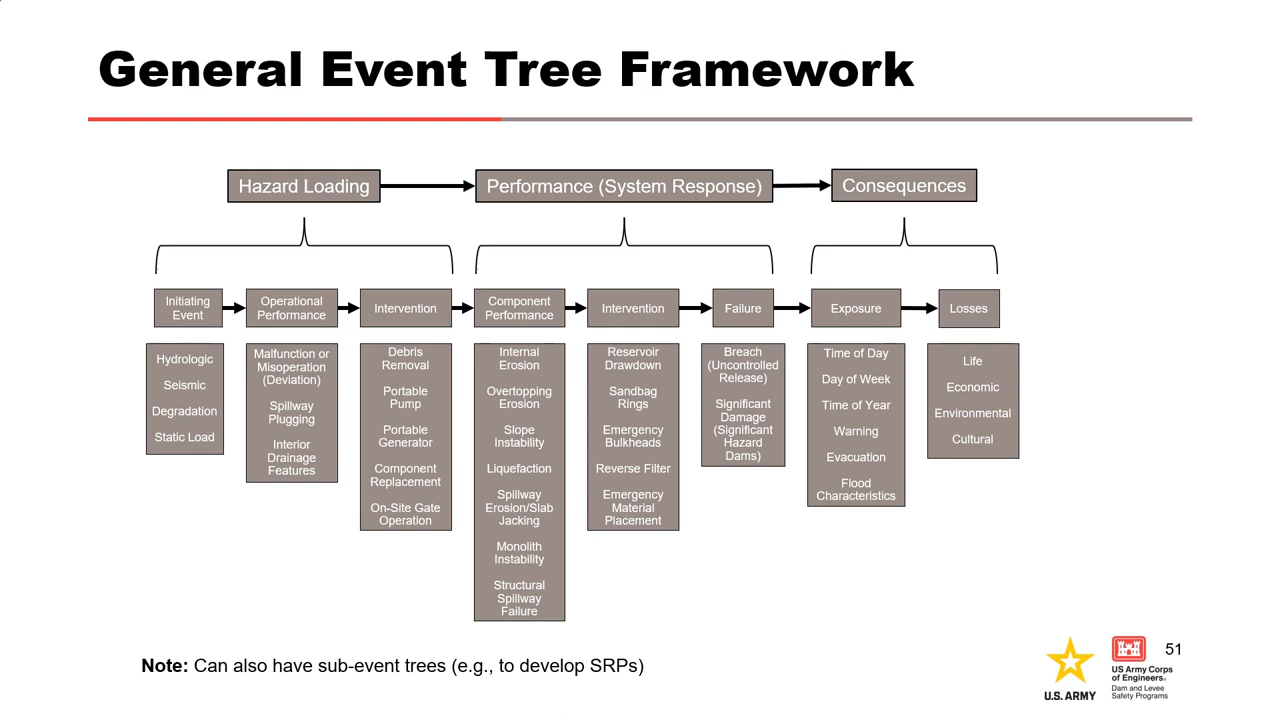 General Event Tree Framework
Hazard Loading
Performance (System Response)
Consequences
Initiating
Event
Operational
Performance
Intervention
Component
Performance
Intervention
Failure
Exposure
Losses
Hydrologic
Seismic
Degradation
Static Load
Malfunction or
Misoperation
(Deviation)
Spillway
Plugging
Interior
Drainage
Features
Debris
Removal
Portable
Pump
Portable
Generator
Component
Replacement
On-Site Gate
Operation
Internal
Erosion
Overtopping
Erosion
Slope
Instability
Liquefaction
Spillway
Erosion/Slab
Jacking
Monolith
Instability
Structural
Spillway
Failure
Reservoir
Drawdown
Sandbag
Rings
Emergency
Bulkheads
Reverse Filter
Emergency
Material
Placement
Breach
(Uncontrolled
Release)
Significant
Damage
(Significant
Hazard
Dams)
Time of Day
Day of Week
Time of Year
Warning
Evacuation
Flood
Characteristics
Life
Economic
Environmental
Cultural
Note: Can also have sub-event trees (e.g., to develop SRPs)
U.S. ARMY
US Army Corps
of Engineers®
Dam and Levee
Safety Programs
51